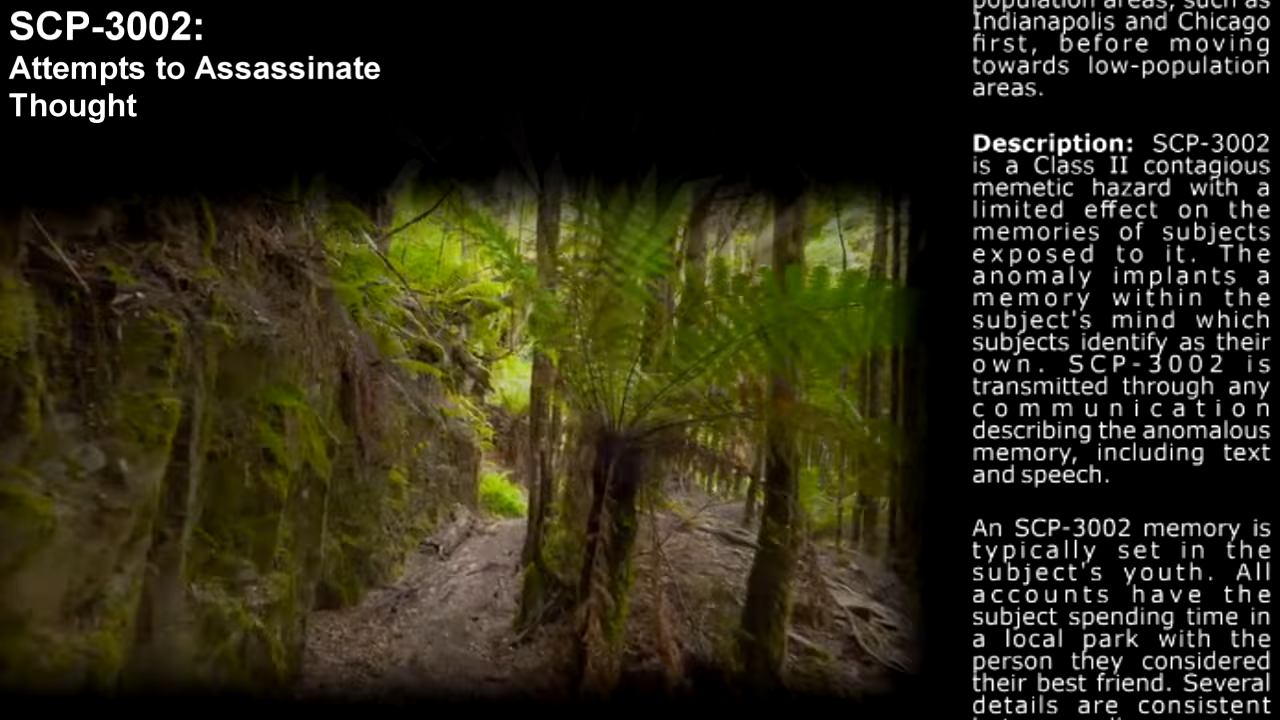 SCP-3002:
Attempts to Assassinate
Thought
population areas, such as
Indianapolis and Chicago
first, before moving
towards low-population
areas.
Description: SCP-3002
is a Class II contagious
memetic hazard with a
limited effect on the
memories of subjects
exposed to it. The
anomaly implants a
memory within the
subject's mind which
subjects identify as their
own. SCP-3002 is
transmitted through any
communication
describing the anomalous
memory, including text
and speech.
An SCP-3002 memory is
typically set in the
subject's youth. All
accounts have the
subject spending time in
a local park with the
person they considered
their best friend. Several
details are consistent